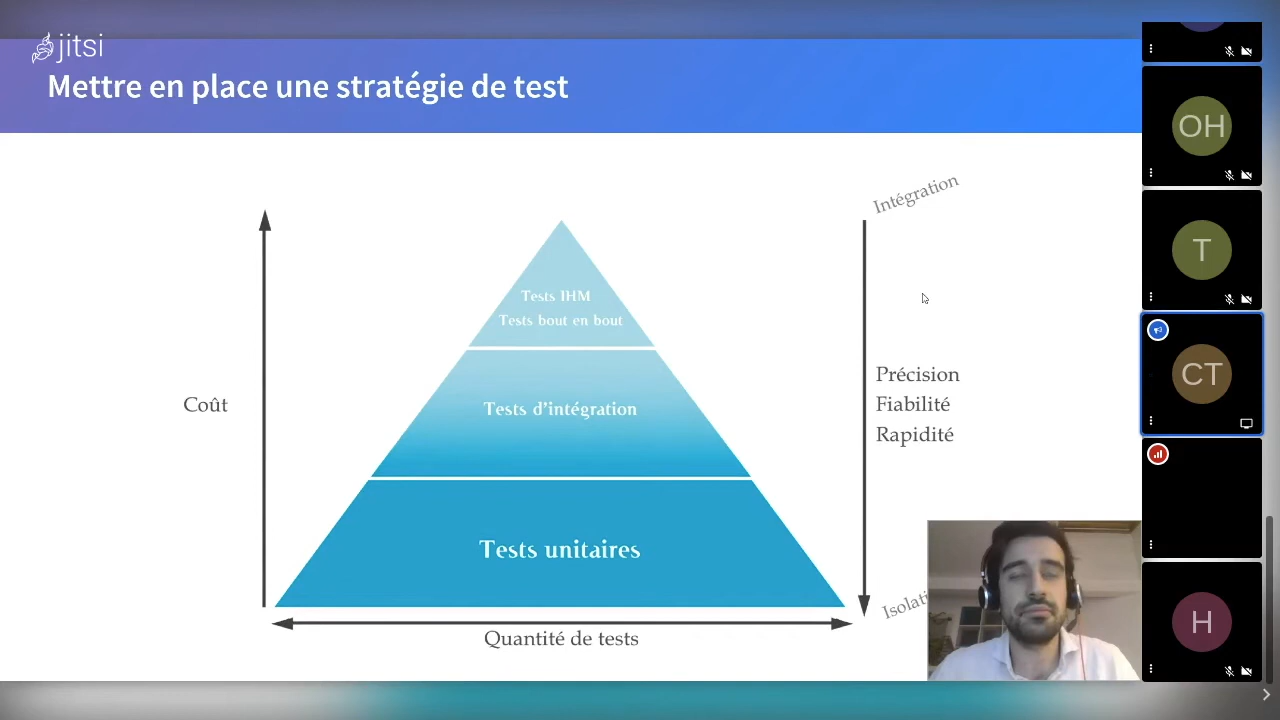 jitsi
Mettre en place une stratégie de test
Intégration
Tests IHM
Tests bout en bout
Coût
Tests d'intégration
Précision
Fiabilité
Rapidité
Tests unitaires
Quantité de tests
OH
T
CT
H